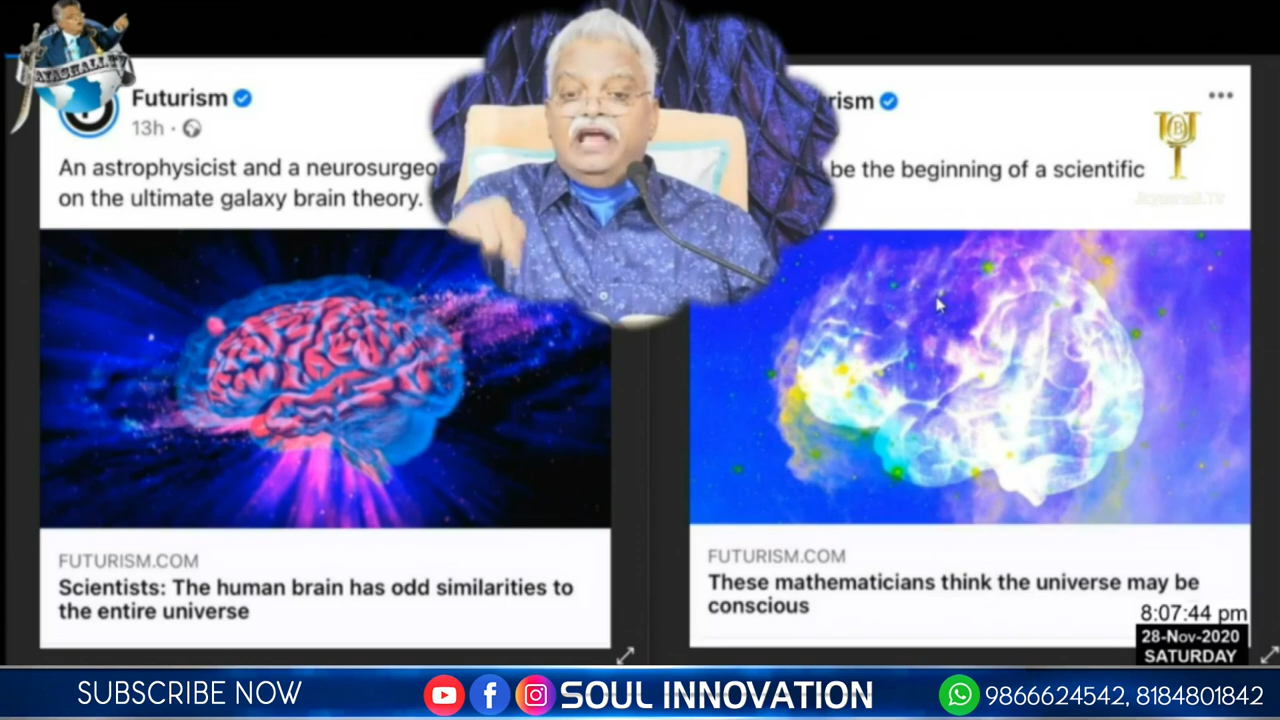 JAYASHALI.TV
Futurism
13h
An astrophysicist and a neurosurgeo
on the ultimate galaxy brain theory.
FUTURISM.COM
Scientists: The human brain has odd similarities to
the entire universe
rism
be the beginning of a scientific
FUTURISM.COM
These mathematicians think the universe may be
conscious
8:07:44 pm
28-Nov-2020
SATURDAY
SUBSCRIBE NOW
SOUL INNOVATION
9866624542, 8184801842